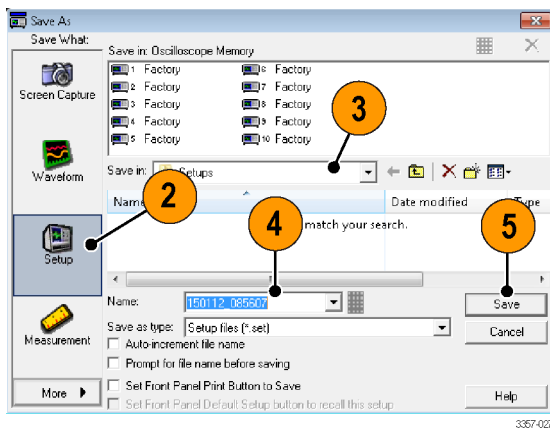 Save As
Save What:
Save in: Oscilloscope Memory
1 Factory
6 Factory
2 Factory
7 Factory
3 Factory
8 Factory
4 Factory
9 Factory
5 Factory
10 Factory
Screen Capture
3
Waveform
Save in:
Setups
2
Name
Date modified
Type
4
match your search.
5
Setup
Name:
150112_085607
Save
Save as type:
Setup files (*.set)
Cancel
Measurement
Auto-increment file name
Prompt for file name before saving
More
Set Front Panel Print Button to Save
Set Front Panel Default Setup button to recall this setup
Help